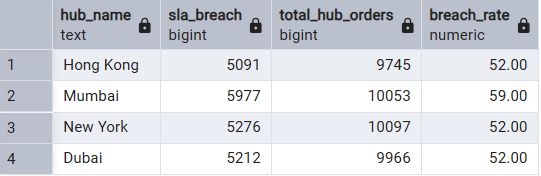 hub_name sla_breach total_hub_orders breach_rate
text bigint bigint numeric
1 Hong Kong 5091 9745 52.00
2 Mumbai 5977 10053 59.00
3 New York 5276 10097 52.00
4 Dubai 5212 9966 52.00